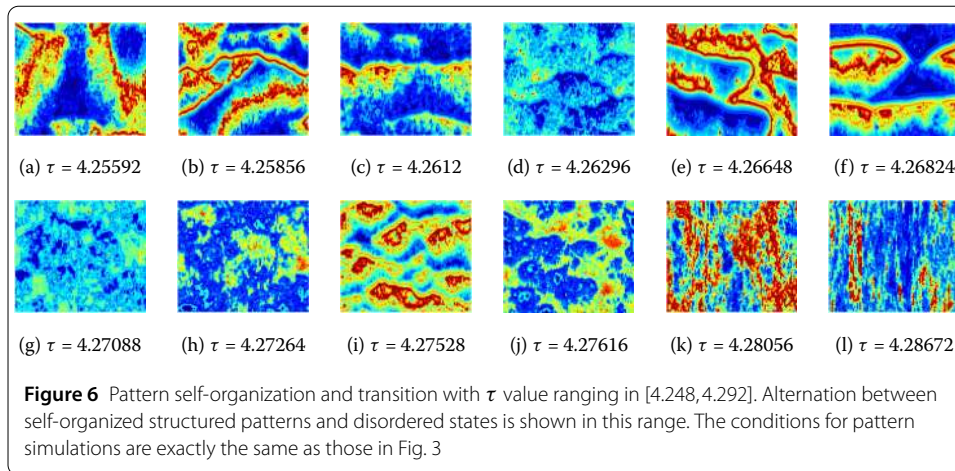 (a) τ = 4.25592 (b) τ = 4.25856 (c) τ = 4.2612 (d) τ = 4.26296 (e) τ = 4.26648 (f) τ = 4.26824
(g) τ = 4.27088 (h) τ = 4.27264 (i) τ = 4.27528 (j) τ = 4.27616 (k) τ = 4.28056 (l) τ = 4.28672
Figure 6 Pattern self-organization and transition with τ value ranging in [4.248, 4.292]. Alternation between
self-organized structured patterns and disordered states is shown in this range. The conditions for pattern
simulations are exactly the same as those in Fig. 3